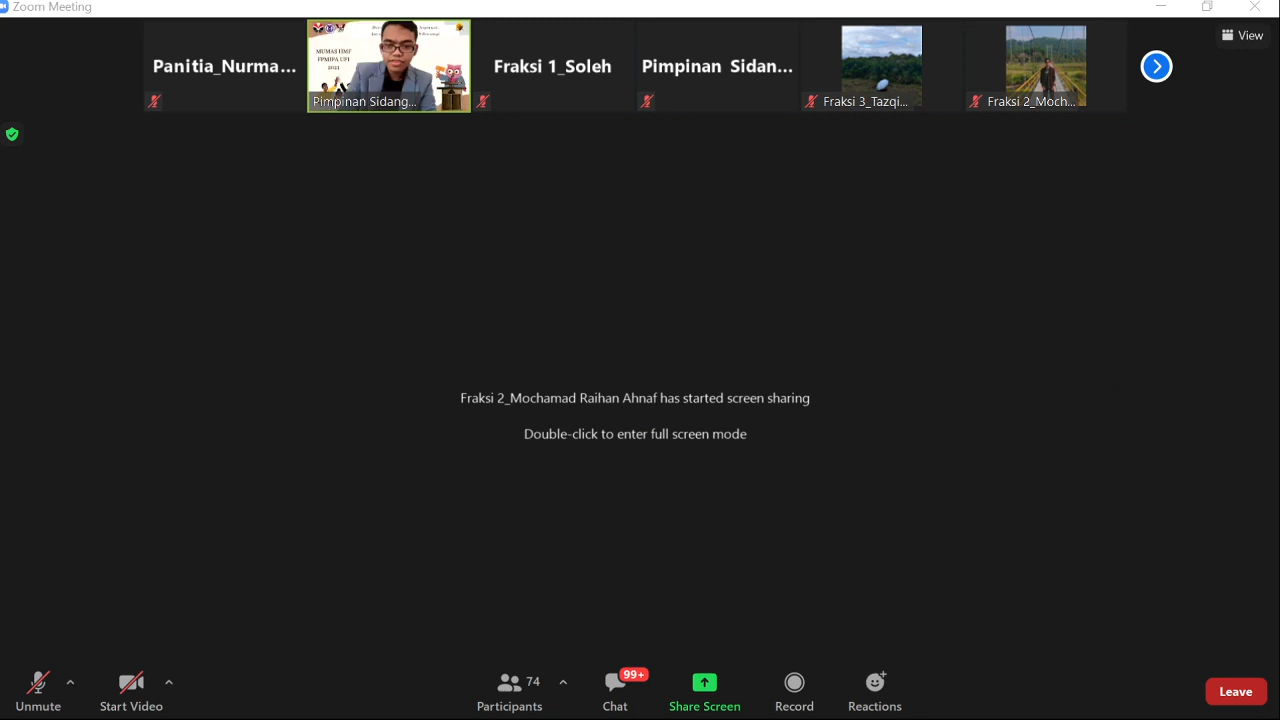 Zoom Meeting
View
Panitia_Nurma...
MUMAS HMF
FPMIPA UPI
2021
Pimpinan Sidang...
Fraksi 1_Soleh
Pimpinan Sidan...
Fraksi 3_Tazqi...
Fraksi 2_Moch...
Fraksi 2_Mochamad Raihan Ahnaf has started screen sharing
Double-click to enter full screen mode
Unmute
Start Video
74
Participants
99+
Chat
Share Screen
Record
Reactions
Leave